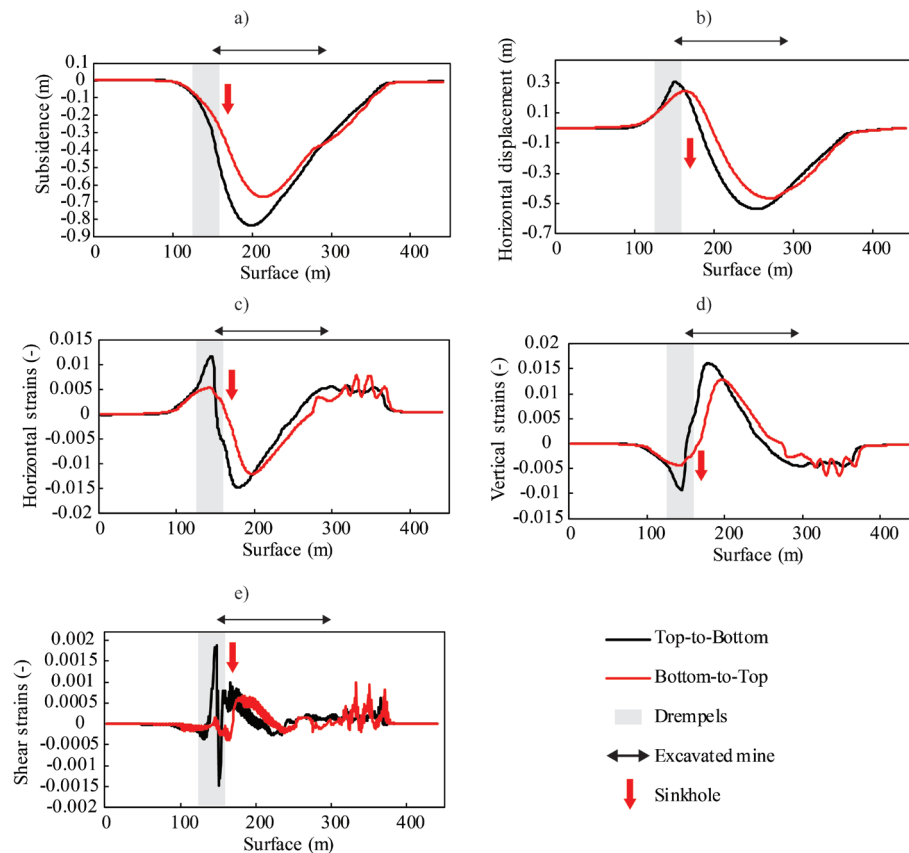 a)
Subsidence (m)
0.1
0
-0.1
-0.2
-0.3
-0.4
-0.5
-0.6
-0.7
-0.8
-0.9
0 100 200 300 400
Surface (m)
b)
Horizontal displacement (m)
0.3
0.1
-0.1
-0.3
-0.5
-0.7
0 100 200 300 400
Surface (m)
c)
Horizontal strains (-)
0.015
0.01
0.005
0
-0.005
-0.01
-0.015
-0.02
0 100 200 300 400
Surface (m)
d)
Vertical strains (-)
0.02
0.015
0.01
0.005
0
-0.005
-0.01
-0.015
0 100 200 300 400
Surface (m)
e)
Shear strains (-)
0.002
0.0015
0.001
0.0005
0
-0.0005
-0.001
-0.0015
-0.002
0 100 200 300 400
Surface (m)
Top-to-Bottom
Bottom-to-Top
Drempels
Excavated mine
Sinkhole